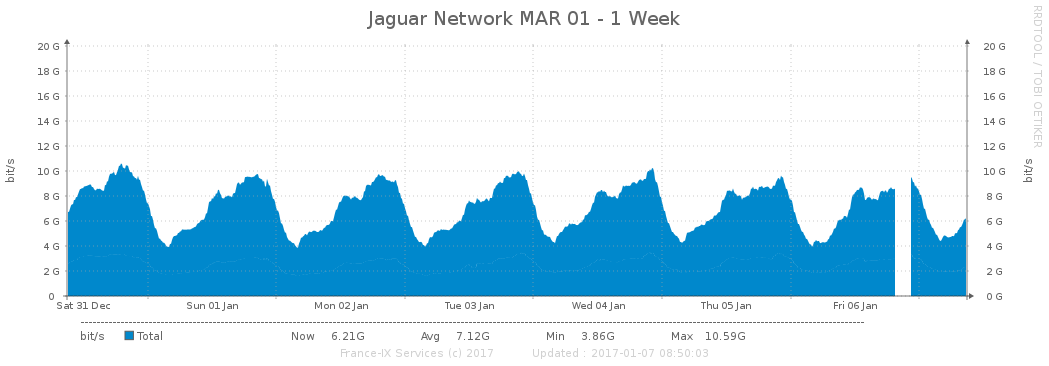 Jaguar Network MAR 01 - 1 Week
RRDTOOL / TOBI OETIKER
bit/s
bit/s
20 G 20 G
18 G 18 G
16 G 16 G
14 G 14 G
12 G 12 G
10 G 10 G
8 G 8 G
6 G 6 G
4 G 4 G
2 G 2 G
0 0 G
Sat 31 Dec Sun 01 Jan Mon 02 Jan Tue 03 Jan Wed 04 Jan Thu 05 Jan Fri 06 Jan
bit/s Total Now 6.21G Avg 7.12G Min 3.86G Max 10.59G
France-IX Services (c) 2017 Updated : 2017-01-07 08:50:03